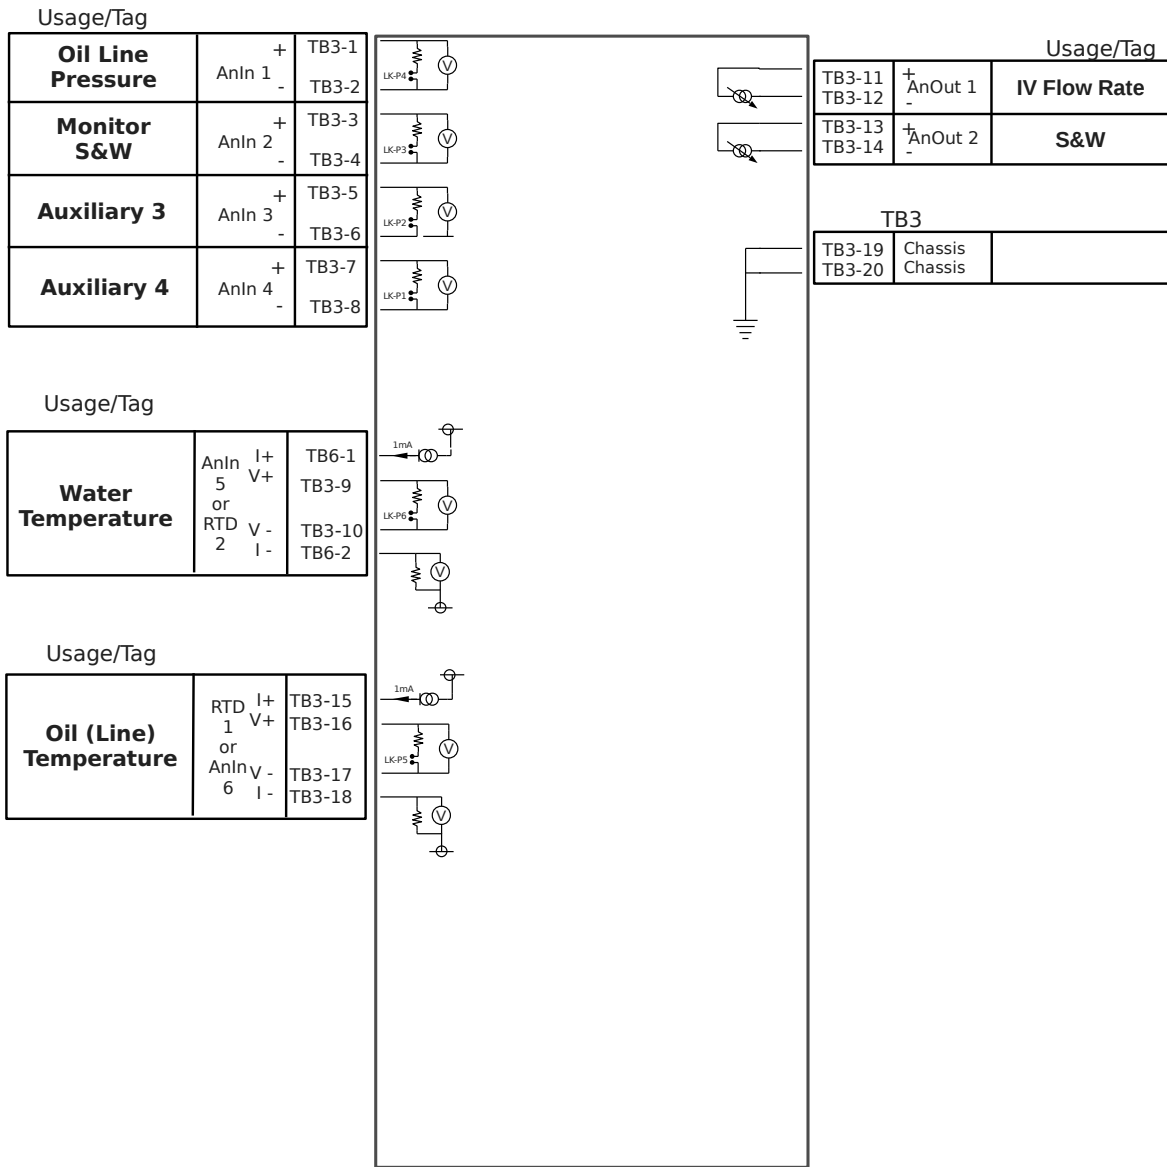 Usage/Tag
Oil Line
Pressure
AnIn 1
+
-
TB3-1
TB3-2
LK-P4
V
Monitor
S&W
AnIn 2
+
-
TB3-3
TB3-4
LK-P3
V
Auxiliary 3
AnIn 3
+
-
TB3-5
TB3-6
LK-P2
V
Auxiliary 4
AnIn 4
+
-
TB3-7
TB3-8
LK-P1
V
Usage/Tag
TB3-11
TB3-12
+
AnOut 1
-
IV Flow Rate
TB3-13
TB3-14
+
AnOut 2
-
S&W
TB3
TB3-19
Chassis
TB3-20
Chassis
Usage/Tag
Water
Temperature
AnIn
5
or
RTD
2
I+
V+
V -
I -
TB6-1
TB3-9
TB3-10
TB6-2
1mA
LK-P6
V
V
Usage/Tag
Oil (Line)
Temperature
RTD
1
or
AnIn
6
I+
V+
V -
I -
TB3-15
TB3-16
TB3-17
TB3-18
1mA
LK-P5
V
V